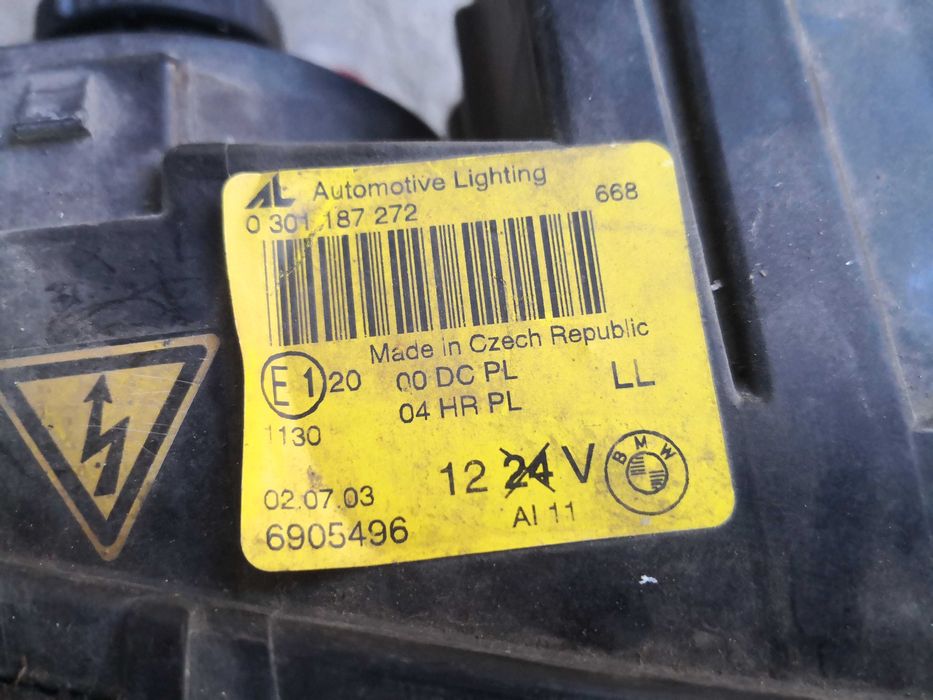 AL Automotive Lighting
0 301 187 272
668
Made in Czech Republic
E1 20 00 DC PL LL
04 HR PL
1130
02.07.03
12 24 V
BMW
6905496
AI 11